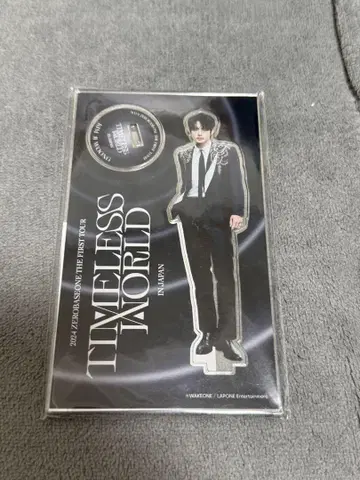 2024 ZEROBASEONE THE FIRST TOUR
TIMELESS
WORLD
IN JAPAN
©WAKEONE / LAPONE Entertainment